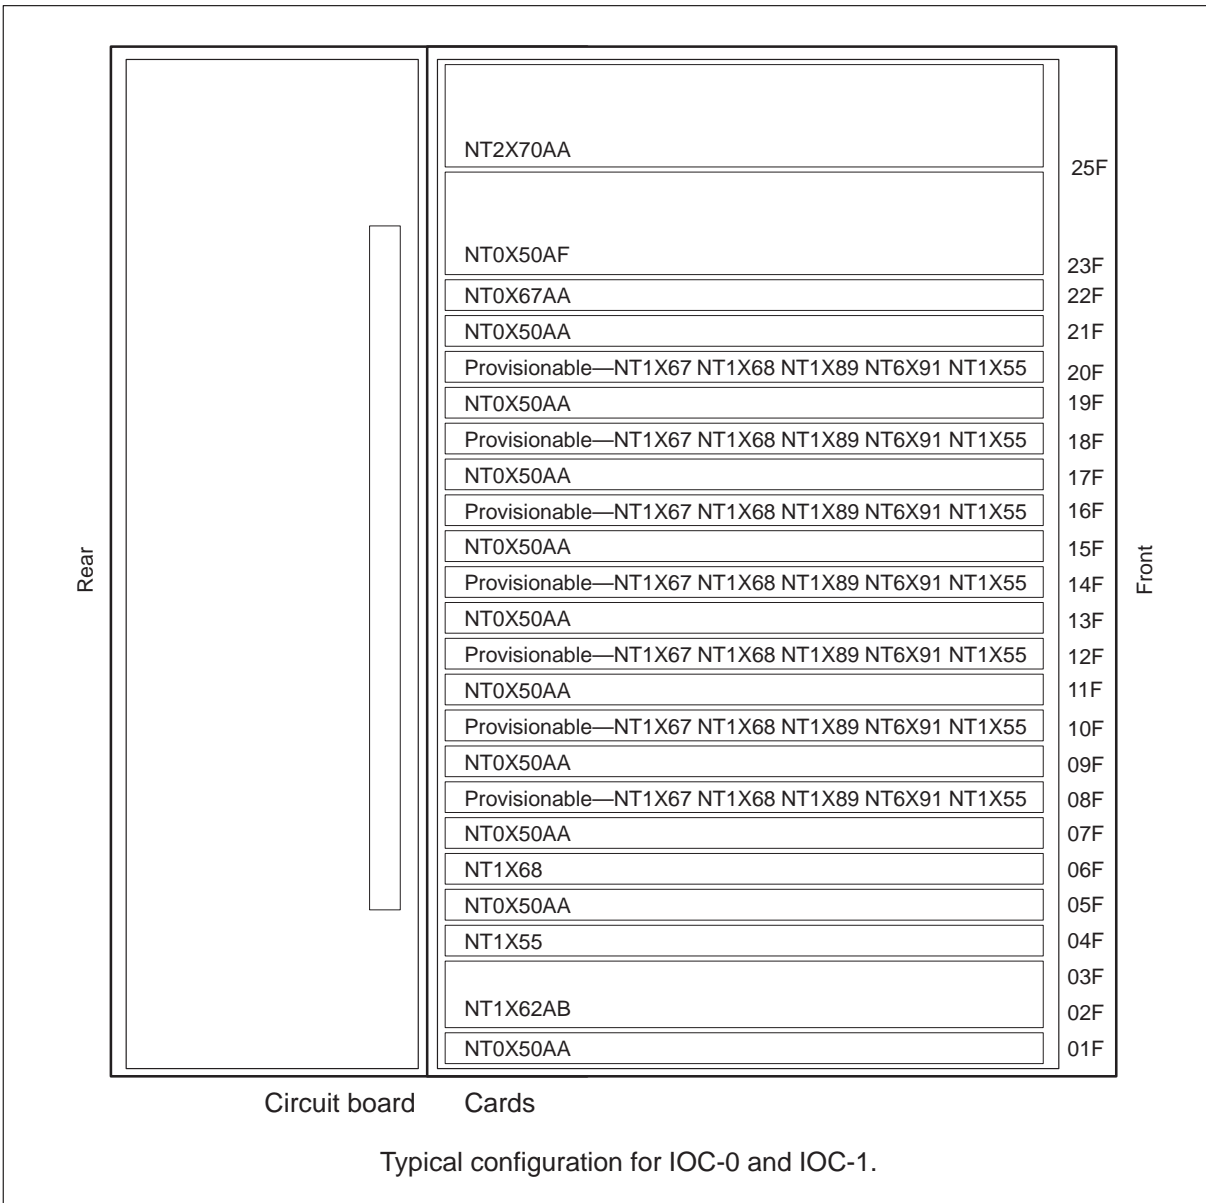 NT2X70AA 25F
NT0X50AF 23F
NT0X67AA 22F
NT0X50AA 21F
Provisionable—NT1X67 NT1X68 NT1X89 NT6X91 NT1X55 20F
NT0X50AA 19F
Provisionable—NT1X67 NT1X68 NT1X89 NT6X91 NT1X55 18F
NT0X50AA 17F
Provisionable—NT1X67 NT1X68 NT1X89 NT6X91 NT1X55 16F
NT0X50AA 15F
Rear
Front
Provisionable—NT1X67 NT1X68 NT1X89 NT6X91 NT1X55 14F
NT0X50AA 13F
Provisionable—NT1X67 NT1X68 NT1X89 NT6X91 NT1X55 12F
NT0X50AA 11F
Provisionable—NT1X67 NT1X68 NT1X89 NT6X91 NT1X55 10F
NT0X50AA 09F
Provisionable—NT1X67 NT1X68 NT1X89 NT6X91 NT1X55 08F
NT0X50AA 07F
NT1X68 06F
NT0X50AA 05F
NT1X55 04F
03F
NT1X62AB 02F
NT0X50AA 01F
Circuit board Cards
Typical configuration for IOC-0 and IOC-1.